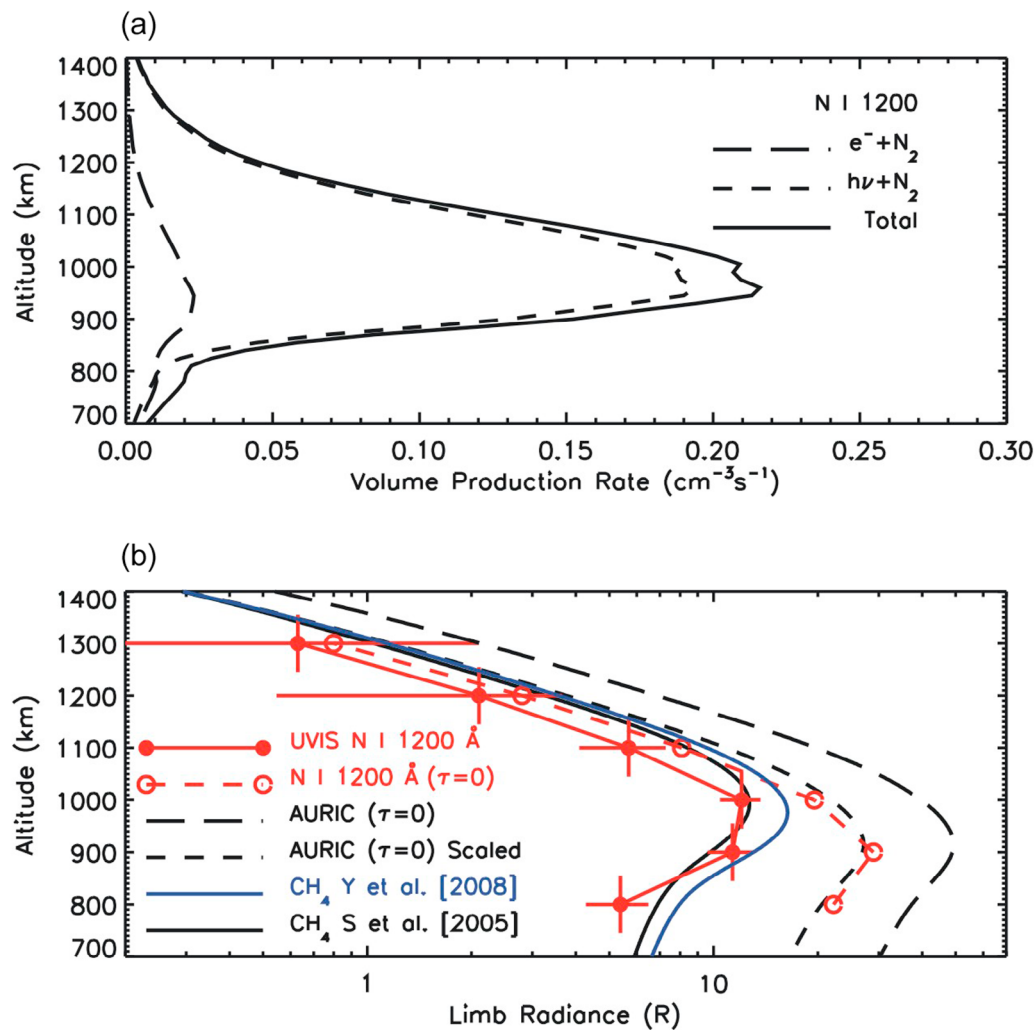 (a)
1400
1300
1200
1100
1000
900
800
700
Altitude (km)
N I 1200
e⁻+N₂
hν+N₂
Total
0.00 0.05 0.10 0.15 0.20 0.25 0.30
Volume Production Rate (cm⁻³s⁻¹)
(b)
1400
1300
1200
1100
1000
900
800
700
Altitude (km)
UVIS N I 1200 Å
N I 1200 Å (τ=0)
AURIC (τ=0)
AURIC (τ=0) Scaled
CH₄ Y et al. [2008]
CH₄ S et al. [2005]
1 10
Limb Radiance (R)